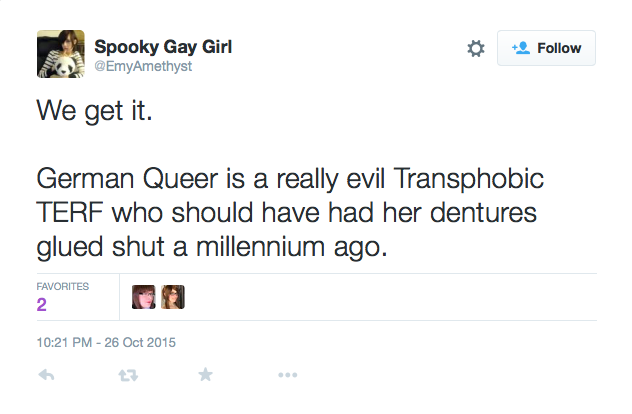 Spooky Gay Girl
Follow
@EmyAmethyst
We get it.
German Queer is a really evil Transphobic
TERF who should have had her dentures
glued shut a millennium ago.
FAVORITES
2
10:21 PM - 26 Oct 2015